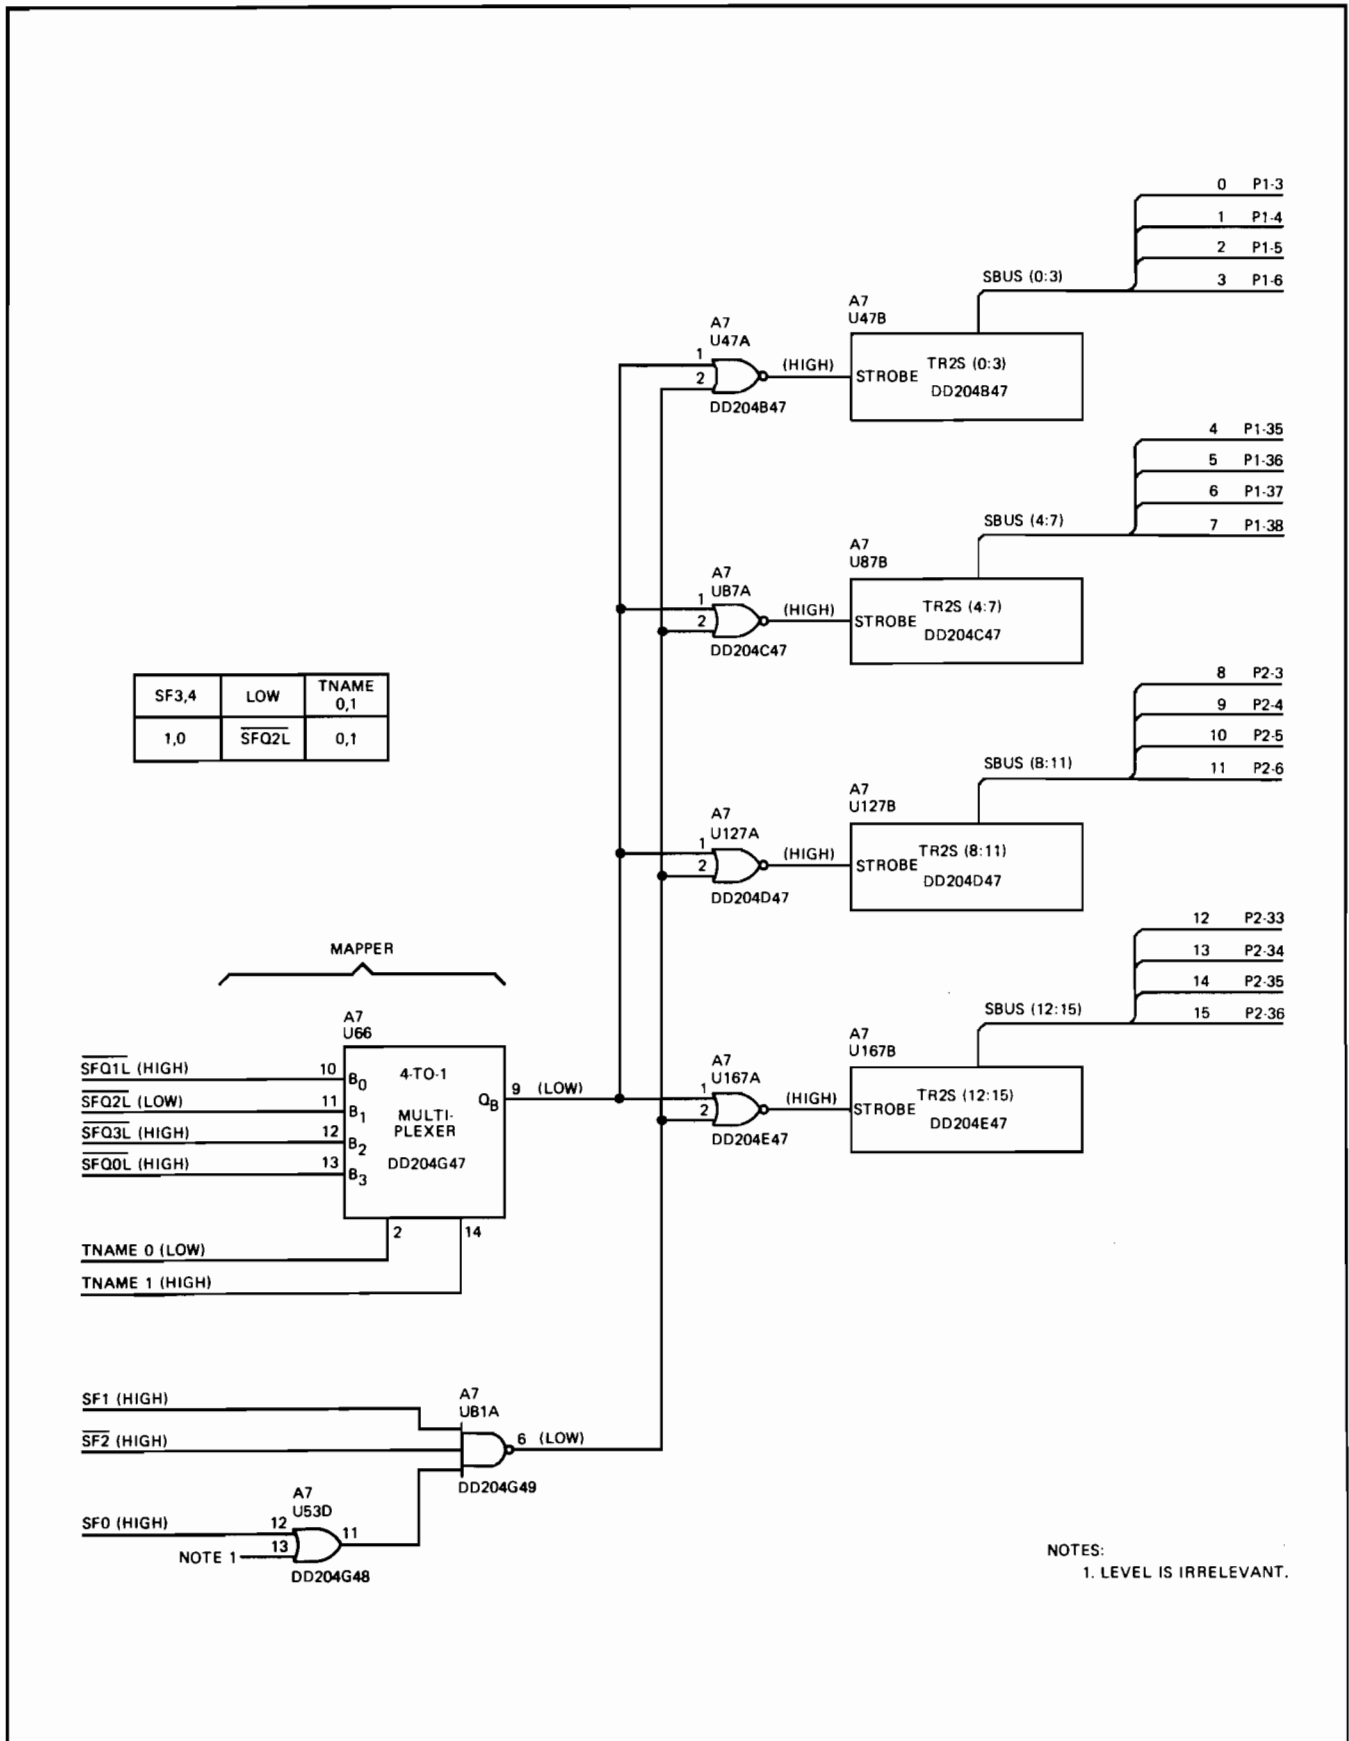 0 P1-3
1 P1-4
2 P1-5
SBUS (0:3)
3 P1-6
A7
U47B
A7
U47A
1
2
(HIGH)
STROBE
TR2S (0:3)
DD204B47
DD204B47
4 P1-35
5 P1-36
6 P1-37
SBUS (4:7)
7 P1-38
A7
U87B
A7
UB7A
1
2
(HIGH)
STROBE
TR2S (4:7)
DD204C47
DD204C47
SF3,4 LOW TNAME 0,1
1,0 S̅F̅Q̅2̅L̅ 0,1
8 P2-3
9 P2-4
10 P2-5
SBUS (8:11)
11 P2-6
A7
U127B
A7
U127A
1
2
(HIGH)
STROBE
TR2S (8:11)
DD204D47
DD204D47
12 P2-33
13 P2-34
14 P2-35
SBUS (12:15)
15 P2-36
A7
U167B
A7
U167A
1
2
(HIGH)
STROBE
TR2S (12:15)
DD204E47
DD204E47
MAPPER
A7
U66
S̅F̅Q̅1̅L̅ (HIGH) 10 B0
S̅F̅Q̅2̅L̅ (LOW) 11 B1
S̅F̅Q̅3̅L̅ (HIGH) 12 B2
S̅F̅Q̅0̅L̅ (HIGH) 13 B3
4-TO-1
MULTI-
PLEXER
DD204G47
QB 9 (LOW)
TNAME 0 (LOW) 2
TNAME 1 (HIGH) 14
SF1 (HIGH)
S̅F̅2̅ (HIGH)
A7
UB1A
6 (LOW)
DD204G49
A7
U53D
SF0 (HIGH) 12
NOTE 1 13
11
DD204G48
NOTES:
1. LEVEL IS IRRELEVANT.